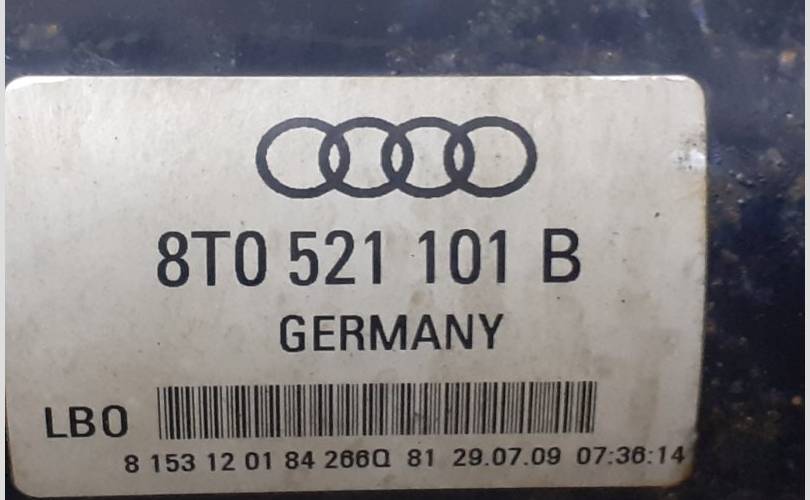 8T0 521 101 B
GERMANY
LBO
8 153 12 01 84 266Q 81 29.07.09 07:36:14